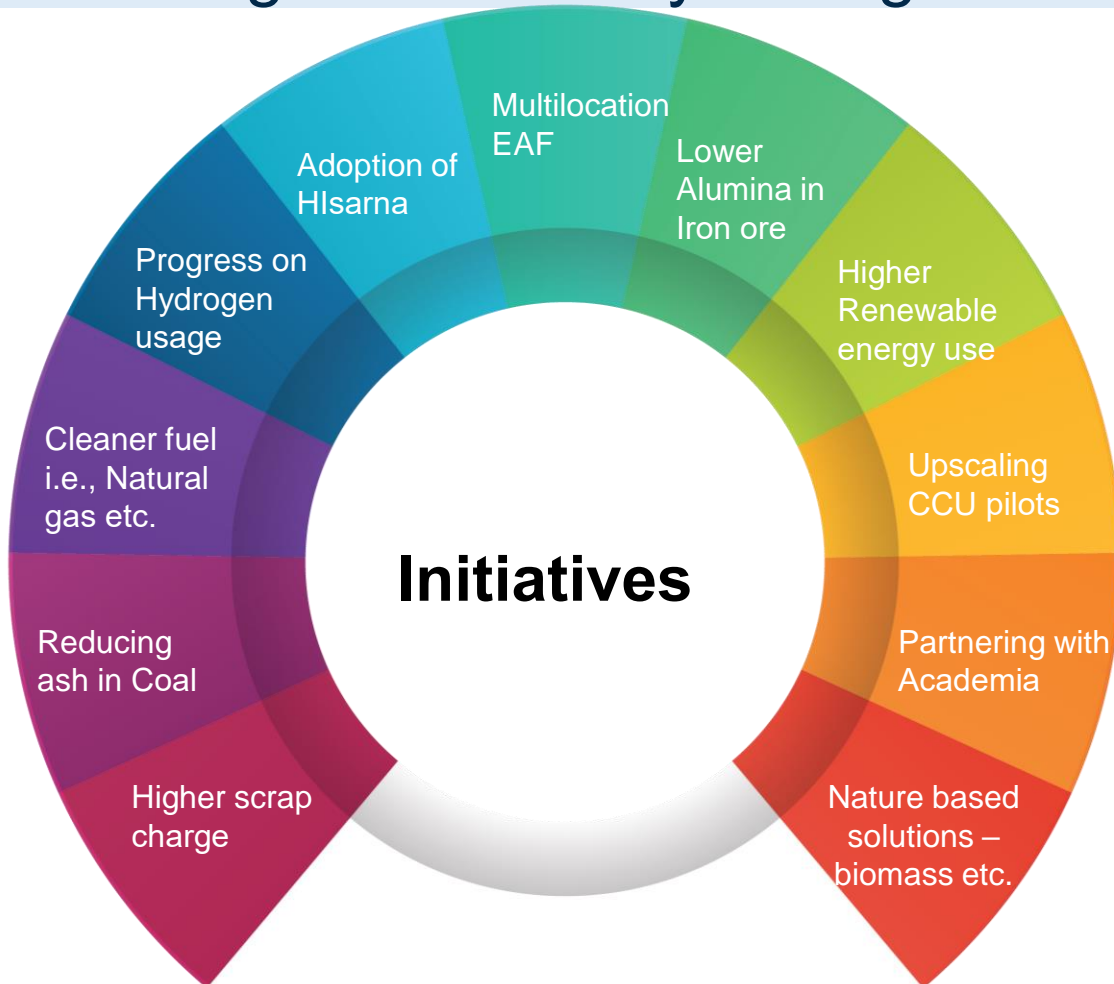 Initiatives
Higher scrap
charge
Reducing
ash in Coal
Cleaner fuel
i.e., Natural
gas etc.
Progress on
Hydrogen
usage
Adoption of
HIsarna
Multilocation
EAF
Lower
Alumina in
Iron ore
Higher
Renewable
energy use
Upscaling
CCU pilots
Partnering with
Academia
Nature based
solutions –
biomass etc.